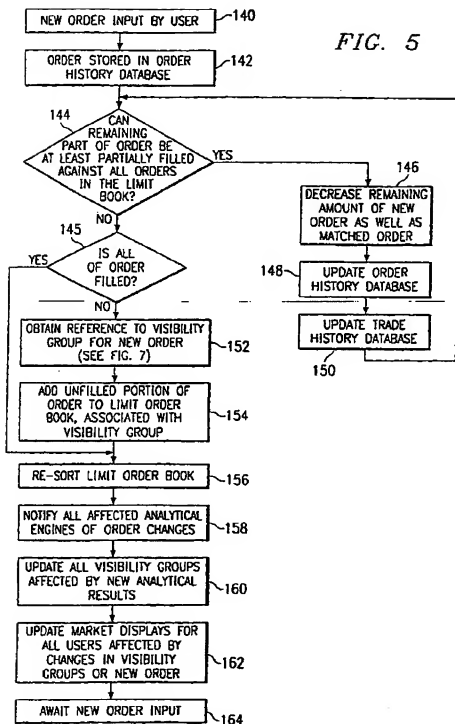 NEW ORDER INPUT BY USER
140
FIG. 5
ORDER STORED IN ORDER
HISTORY DATABASE
142
144
CAN
REMAINING
PART OF ORDER BE
AT LEAST PARTIALLY FILLED
AGAINST ALL ORDERS
IN THE LIMIT
BOOK?
YES
NO
146
DECREASE REMAINING
AMOUNT OF NEW
ORDER AS WELL AS
MATCHED ORDER
145
YES
IS ALL
OF ORDER
FILLED?
NO
148
UPDATE ORDER
HISTORY DATABASE
UPDATE TRADE
HISTORY DATABASE
150
OBTAIN REFERENCE TO VISIBILITY
GROUP FOR NEW ORDER
(SEE FIG. 7)
152
ADD UNFILLED PORTION OF
ORDER TO LIMIT ORDER
BOOK, ASSOCIATED WITH
VISIBILITY GROUP
154
RE-SORT LIMIT ORDER BOOK
156
NOTIFY ALL AFFECTED ANALYTICAL
ENGINES OF ORDER CHANGES
158
UPDATE ALL VISIBILITY GROUPS
AFFECTED BY NEW ANALYTICAL
RESULTS
160
UPDATE MARKET DISPLAYS FOR
ALL USERS AFFECTED BY
CHANGES IN VISIBILITY
GROUPS OR NEW ORDER
162
AWAIT NEW ORDER INPUT
164